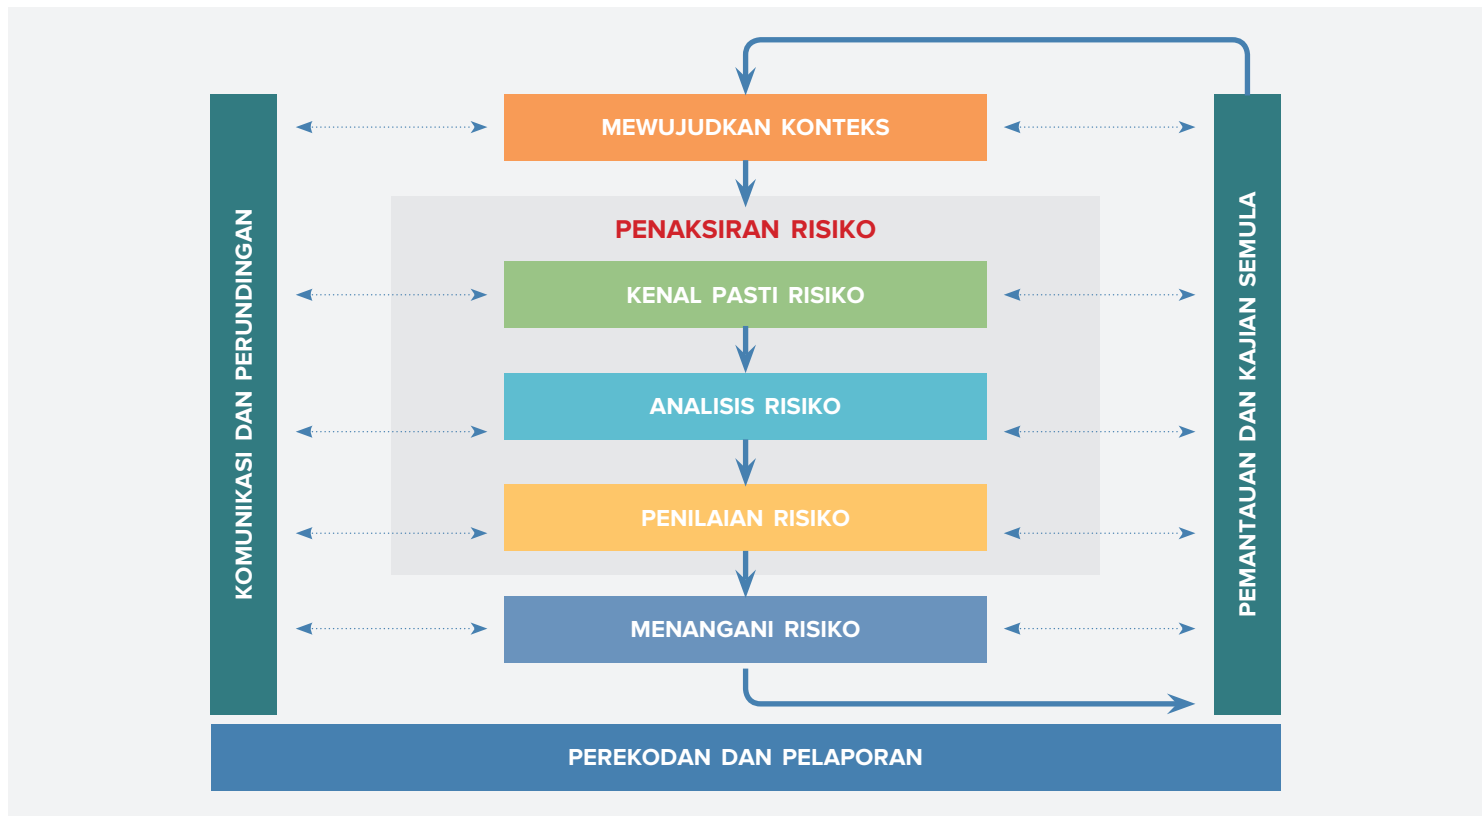 MEWUJUDKAN KONTEKS
PENAKSIRAN RISIKO
KENAL PASTI RISIKO
ANALISIS RISIKO
PENILAIAN RISIKO
MENANGANI RISIKO
KOMUNIKASI DAN PERUNDINGAN
PEMANTAUAN DAN KAJIAN SEMULA
PEREKODAN DAN PELAPORAN